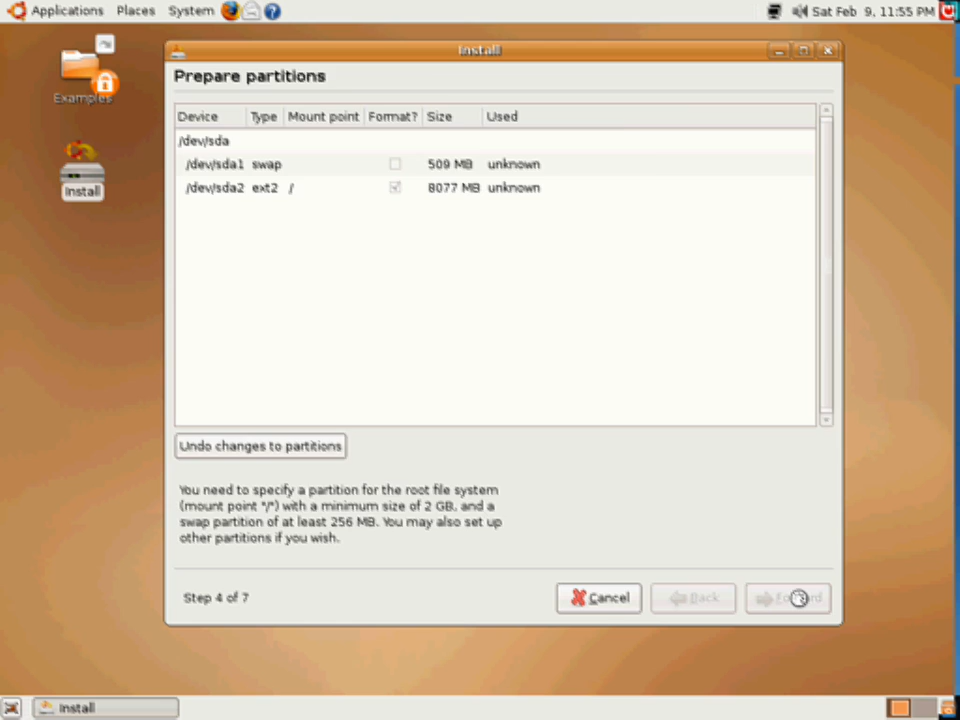 Applications Places System Sat Feb 9, 11:55 PM
Install
Examples
Prepare partitions
Device Type Mount point Format? Size Used
/dev/sda
/dev/sda1 swap 509 MB unknown
/dev/sda2 ext2 / 8077 MB unknown
Install
Undo changes to partitions
You need to specify a partition for the root file system
(mount point "/") with a minimum size of 2 GB, and a
swap partition of at least 256 MB. You may also set up
other partitions if you wish.
Step 4 of 7 Cancel Back
Install